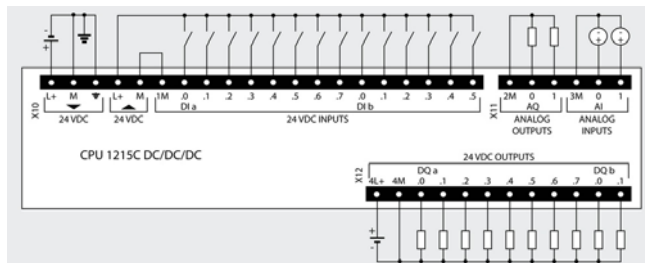 L+ M L+ M 1M .0 .1 .2 .3 .4 .5 .6 .7 .0 .1 .2 .3 .4 .5
2M 0 1 3M 0 1
X10
DI a DI b
X11
AQ AI
24 VDC 24 VDC 24 VDC INPUTS
ANALOG OUTPUTS
ANALOG INPUTS
CPU 1215C DC/DC/DC
24 VDC OUTPUTS
X12
DQ a DQ b
4L+ 4M .0 .1 .2 .3 .4 .5 .6 .7 .0 .1